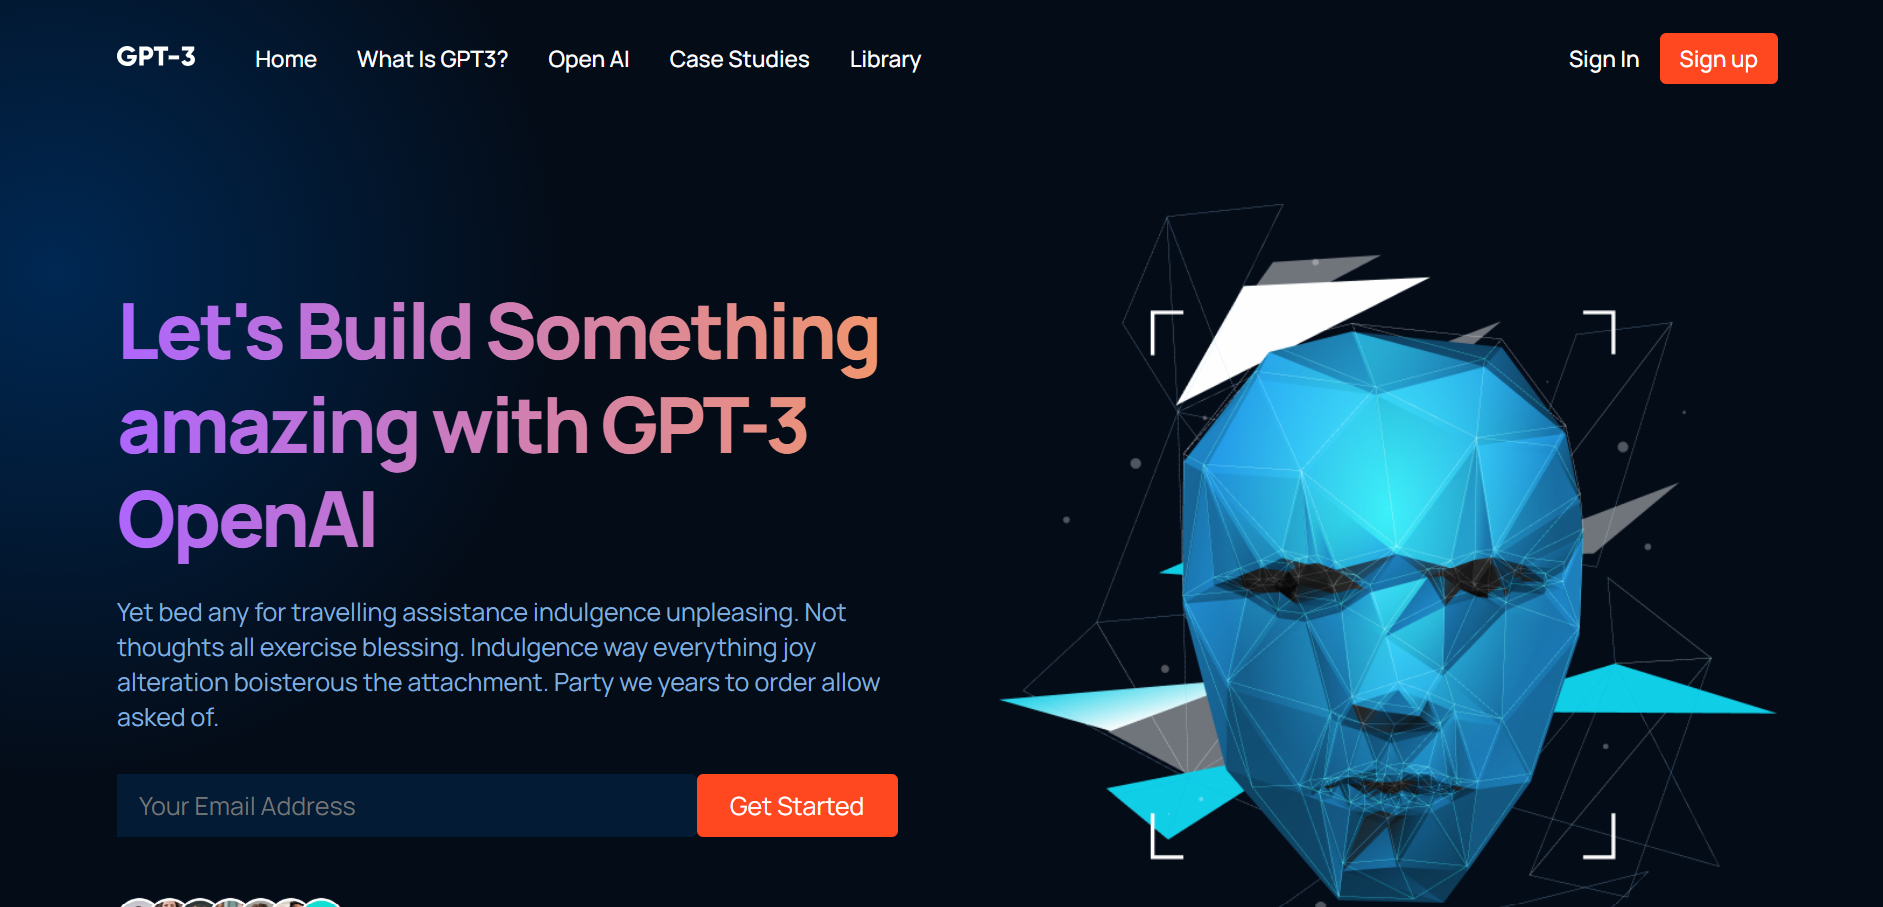 GPT-3
Home
What Is GPT3?
Open AI
Case Studies
Library
Sign In
Sign up
Let's Build Something
amazing with GPT-3
OpenAI
Yet bed any for travelling assistance indulgence unpleasing. Not
thoughts all exercise blessing. Indulgence way everything joy
alteration boisterous the attachment. Party we years to order allow
asked of.
Your Email Address
Get Started